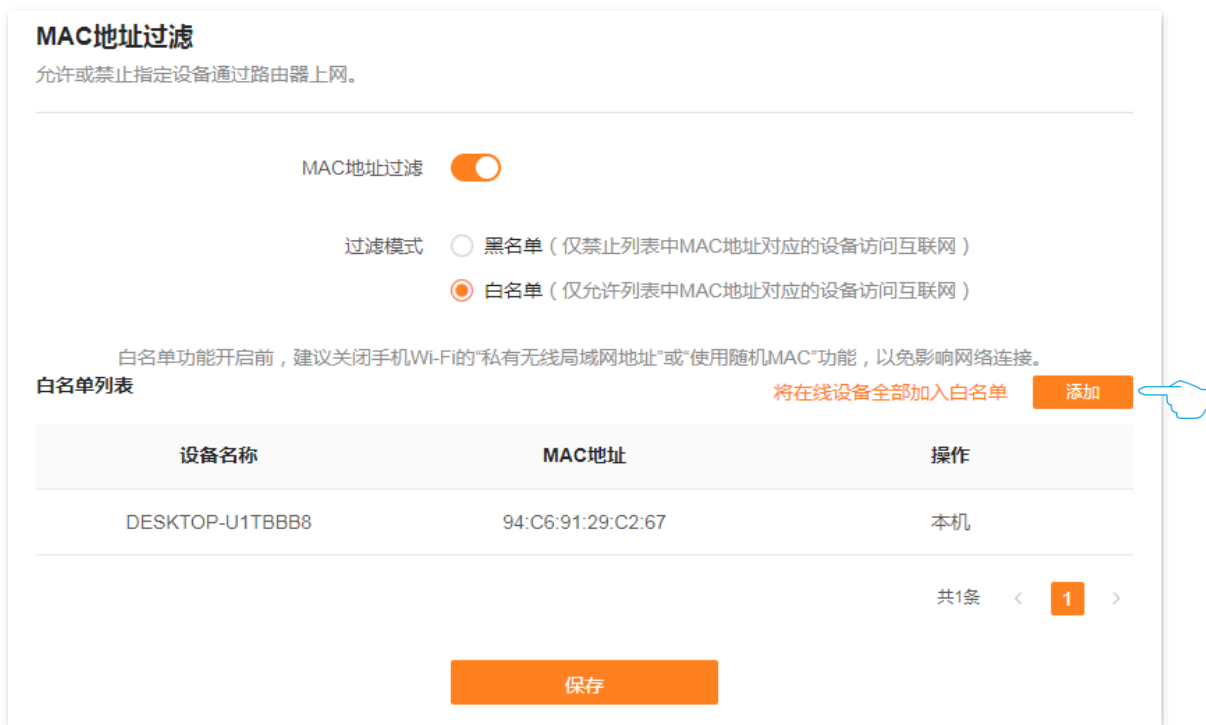 MAC地址过滤
允许或禁止指定设备通过路由器上网。
MAC地址过滤
过滤模式 黑名单（仅禁止列表中MAC地址对应的设备访问互联网）
白名单（仅允许列表中MAC地址对应的设备访问互联网）
白名单功能开启前，建议关闭手机Wi-Fi的“私有无线局域网地址”或“使用随机MAC”功能，以免影响网络连接。
白名单列表 将在线设备全部加入白名单 添加
设备名称 MAC地址 操作
DESKTOP-U1TBBB8 94:C6:91:29:C2:67 本机
共1条 < 1 >
保存